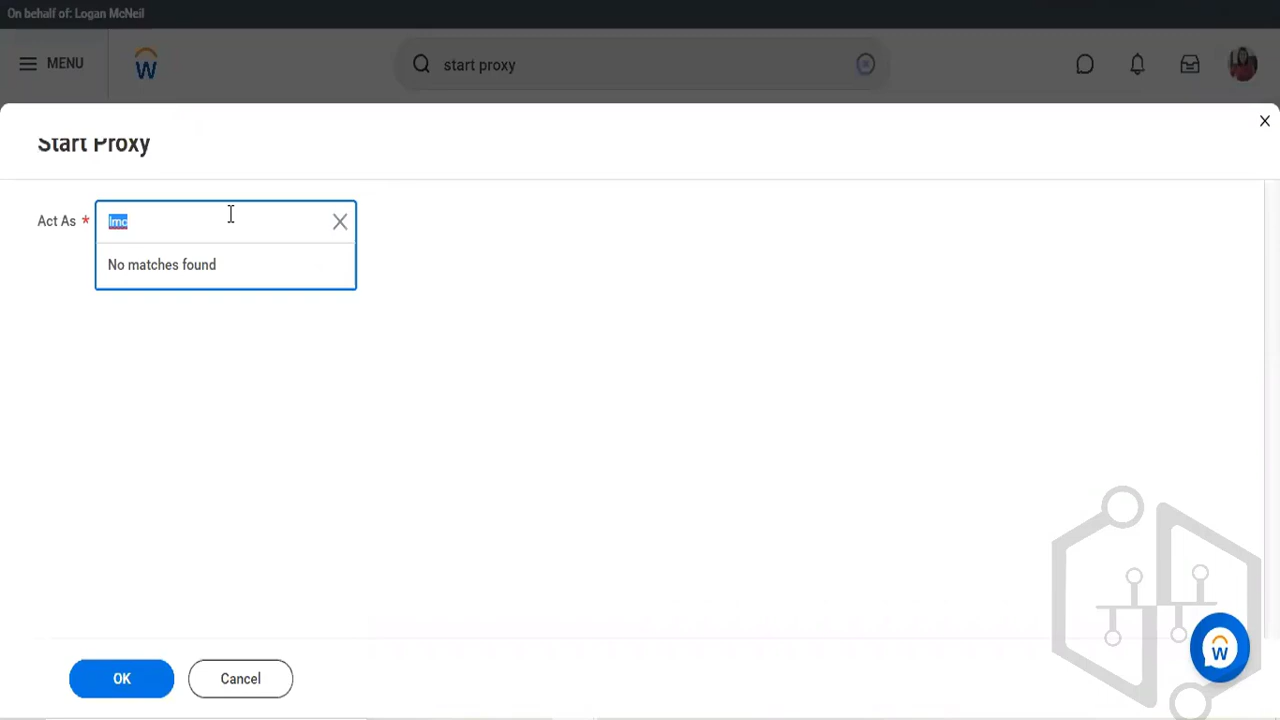 On behalf of: Logan McNeil
MENU
start proxy
Start Proxy
Act As *
lmc
No matches found
OK
Cancel